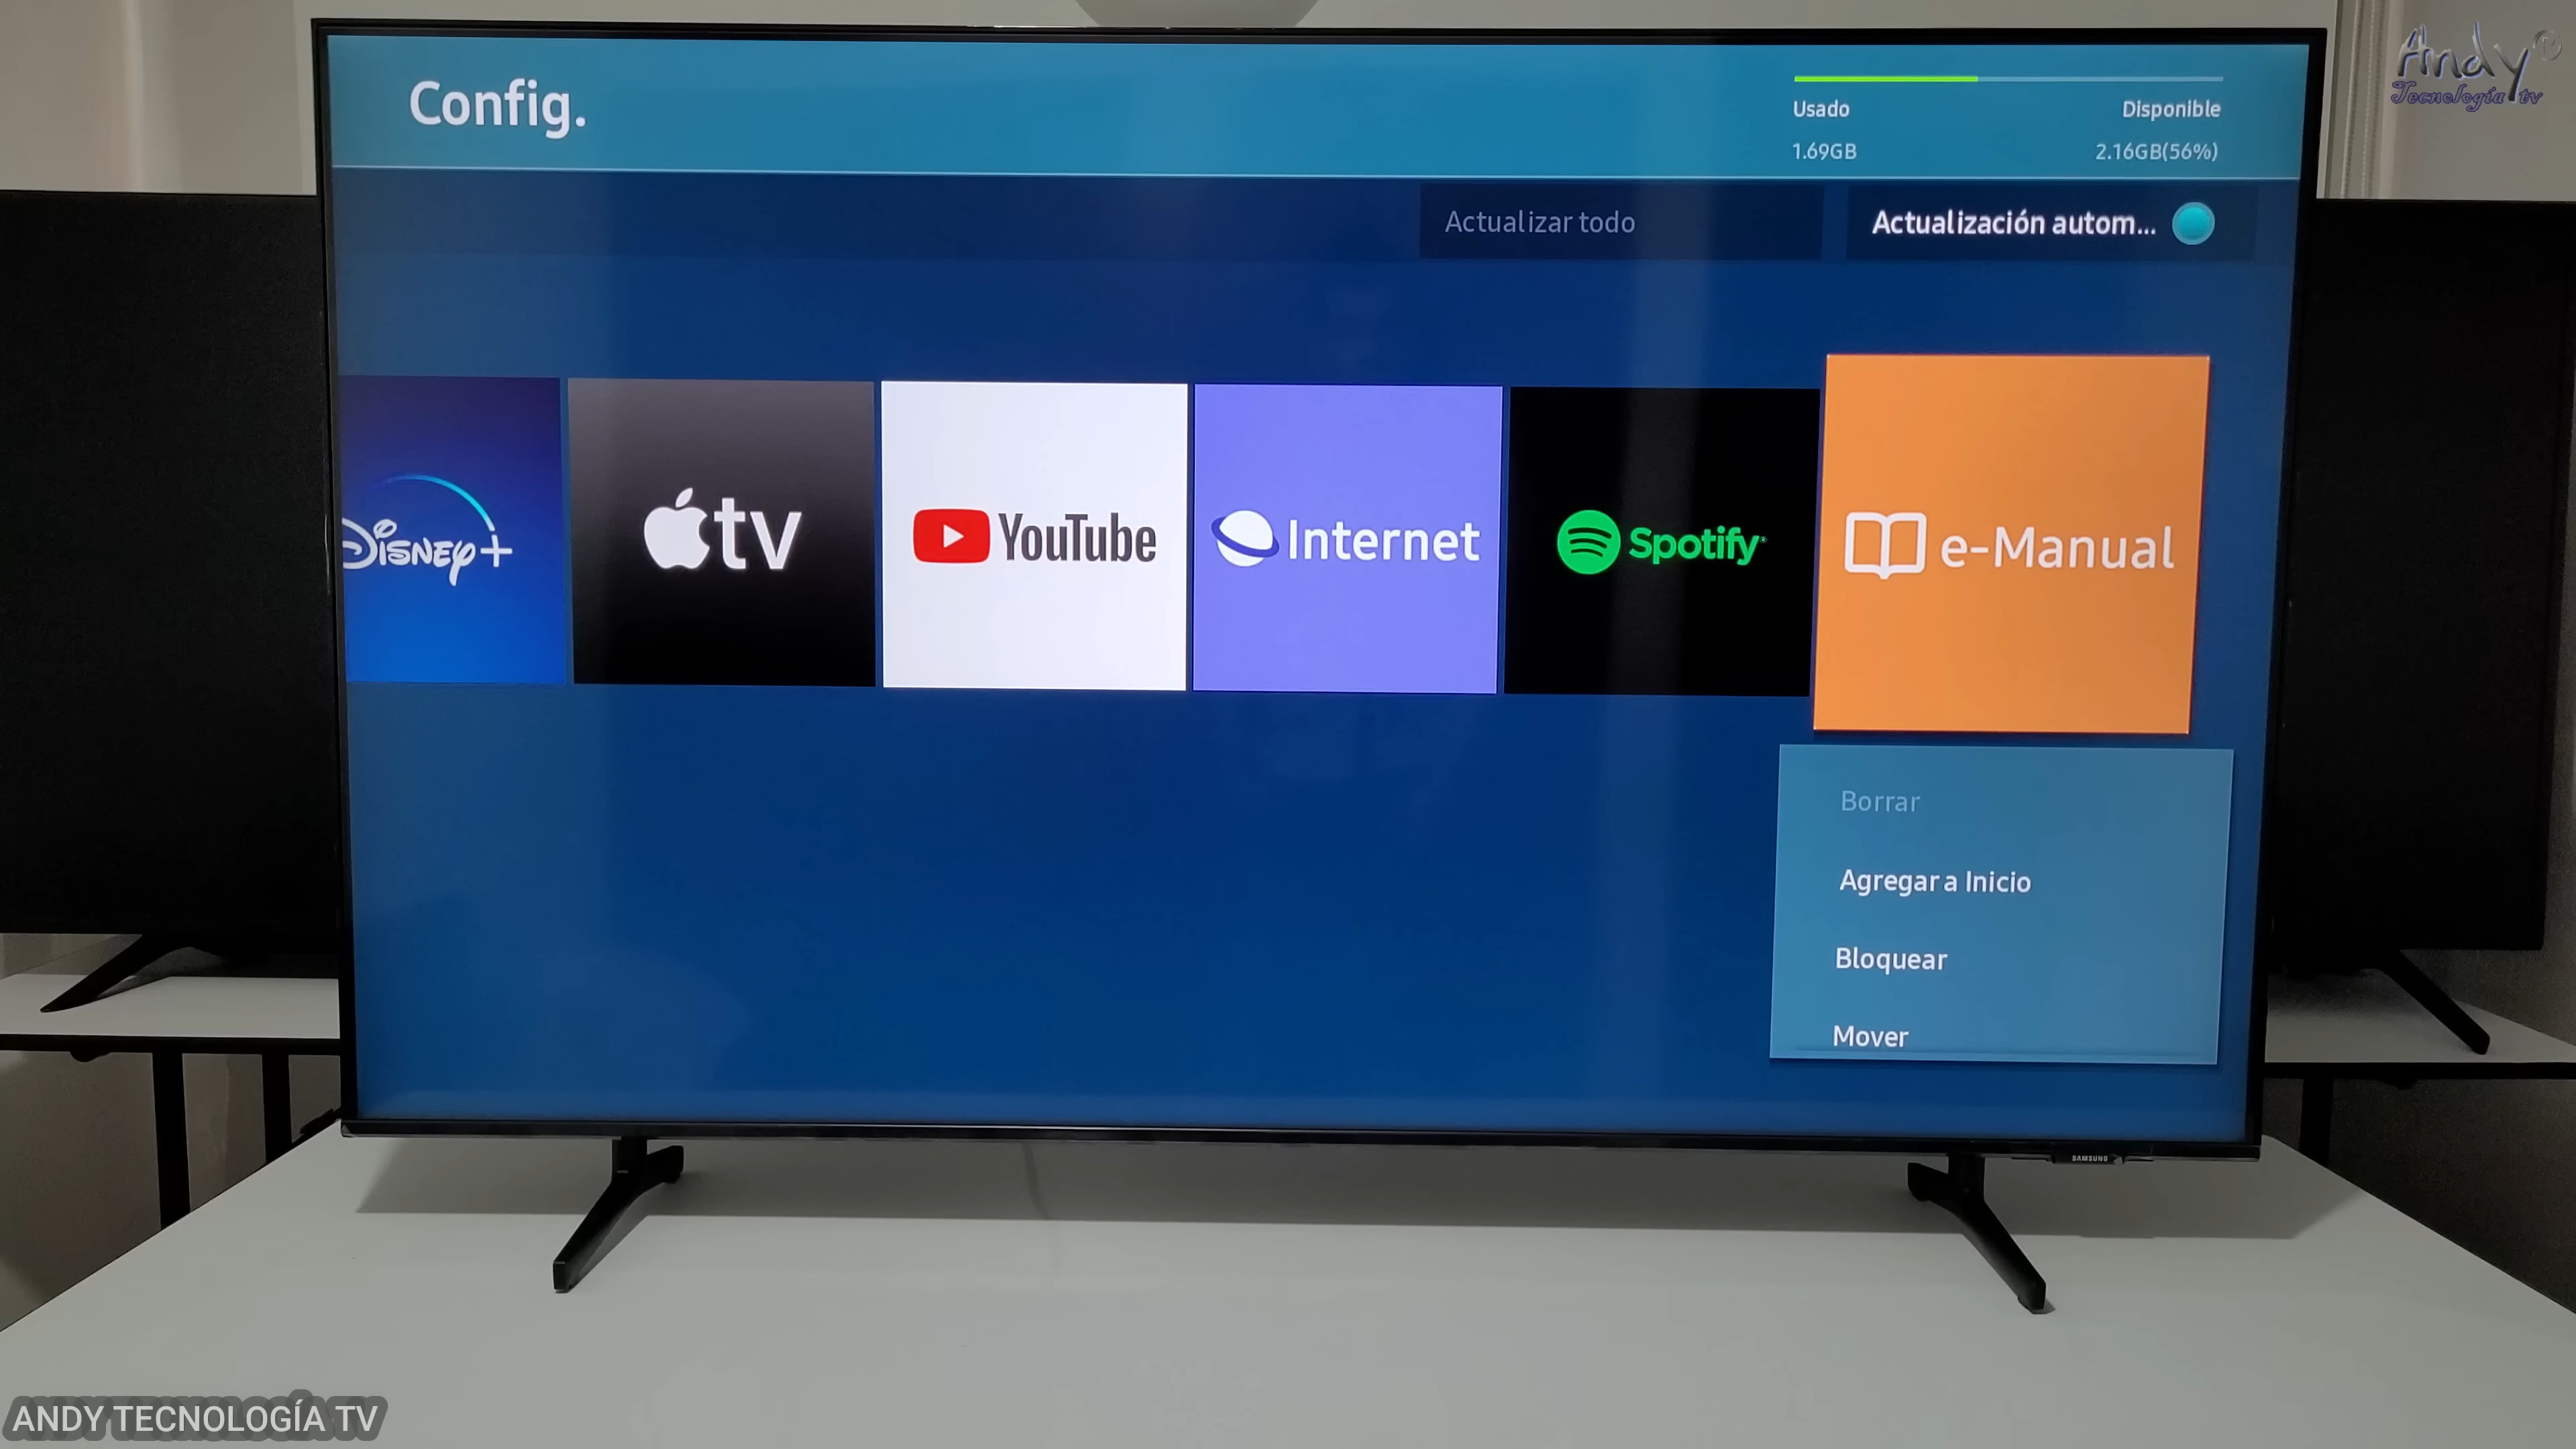 Andy
Tecnología tv
Config.
Usado
Disponible
1.69GB
2.16GB(56%)
Actualizar todo
Actualización autom...
Disney+
tv
YouTube
Internet
Spotify
e-Manual
Borrar
Agregar a Inicio
Bloquear
Mover
SAMSUNG
ANDY TECNOLOGÍA TV